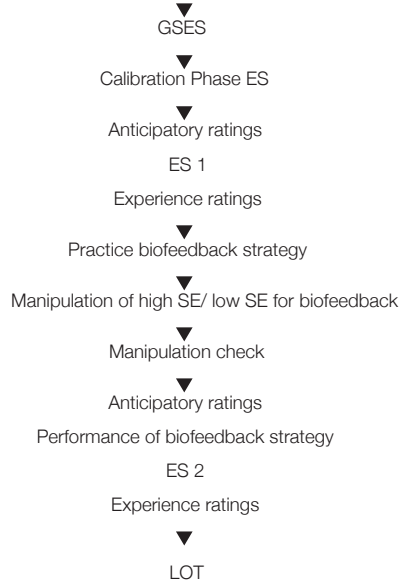 GSES
Calibration Phase ES
Anticipatory ratings
ES 1
Experience ratings
Practice biofeedback strategy
Manipulation of high SE/ low SE for biofeedback
Manipulation check
Anticipatory ratings
Performance of biofeedback strategy
ES 2
Experience ratings
LOT